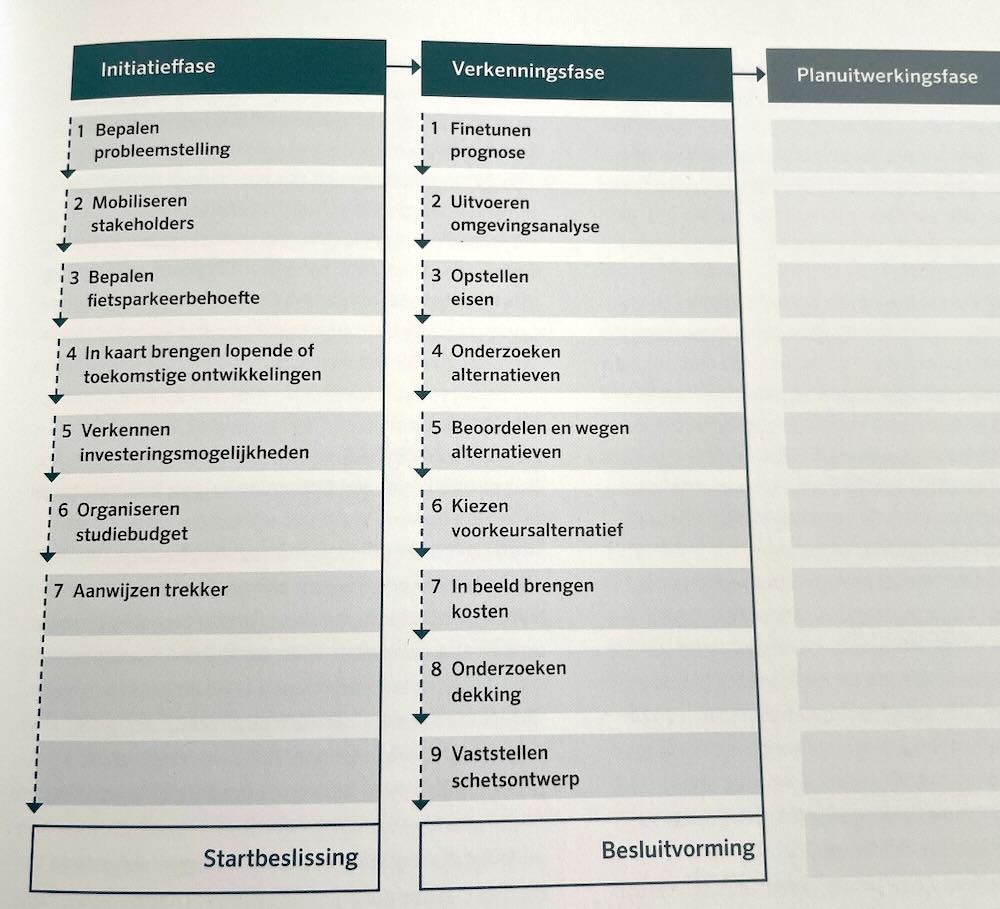 Initiatieffase
1 Bepalen
probleemstelling
2 Mobiliseren
stakeholders
3 Bepalen
fietsparkeerbehoefte
4 In kaart brengen lopende of
toekomstige ontwikkelingen
5 Verkennen
investeringsmogelijkheden
6 Organiseren
studiebudget
7 Aanwijzen trekker
Startbeslissing
Verkenningsfase
1 Finetunen
prognose
2 Uitvoeren
omgevingsanalyse
3 Opstellen
eisen
4 Onderzoeken
alternatieven
5 Beoordelen en wegen
alternatieven
6 Kiezen
voorkeursalternatief
7 In beeld brengen
kosten
8 Onderzoeken
dekking
9 Vaststellen
schetsontwerp
Besluitvorming
Planuitwerkingsfase